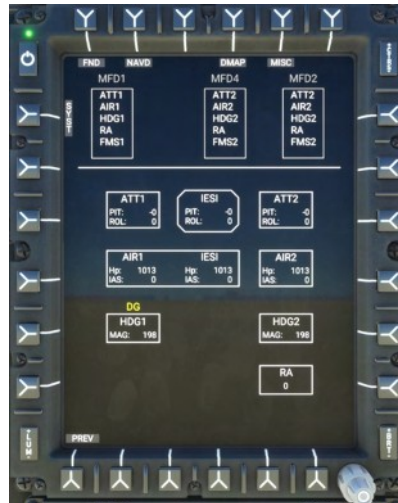 FND NAVD DMAP MISC
SYST
MFD1 MFD4 MFD2
ATT1 ATT2 ATT2
AIR1 AIR2 AIR2
HDG1 HDG2 HDG2
RA RA RA
FMS1 FMS2 FMS2
ATT1 IESI ATT2
PIT: -0 PIT: -0 PIT: -0
ROL: 0 ROL: 0 ROL: 0
AIR1 IESI AIR2
Hp: 1013 Hp: 1013 Hp: 1013
IAS: 0 IAS: 0 IAS: 0
DG
HDG1 HDG2
MAG: 198 MAG: 198
RA
0
PREV
LUM
BRT